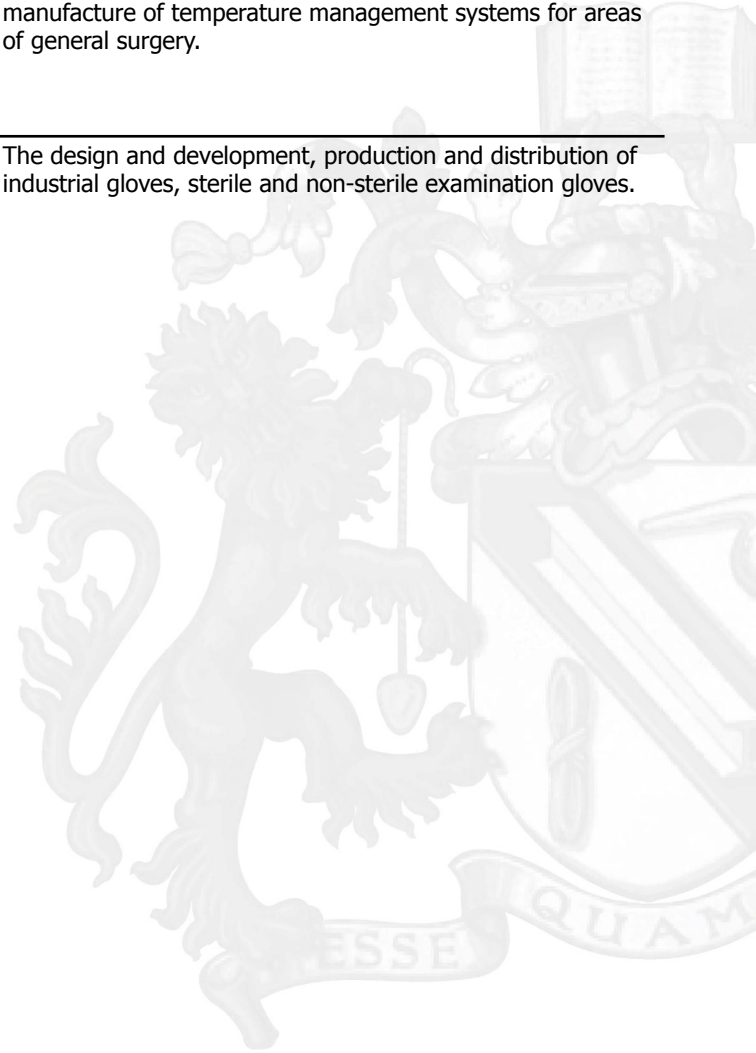 manufacture of temperature management systems for areas
of general surgery.
The design and development, production and distribution of
industrial gloves, sterile and non-sterile examination gloves.
ESSE
QUAM